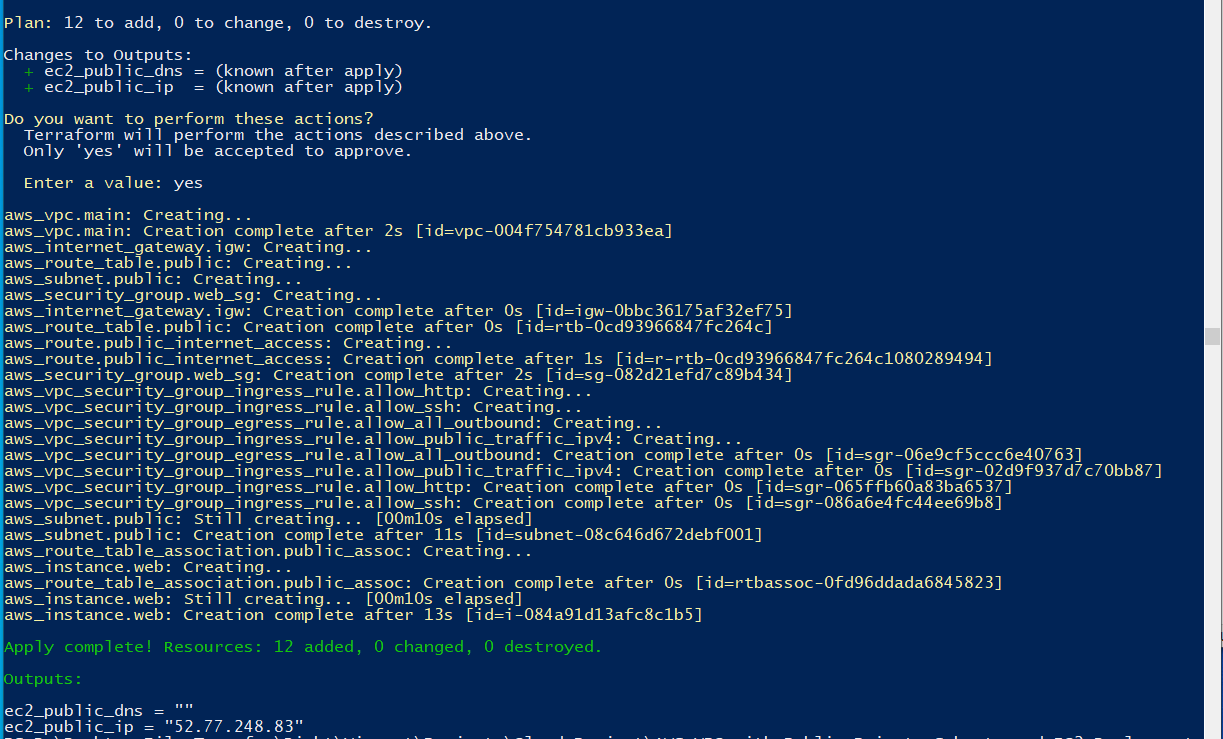 Plan: 12 to add, 0 to change, 0 to destroy.
Changes to Outputs:
+ ec2_public_dns = (known after apply)
+ ec2_public_ip  = (known after apply)
Do you want to perform these actions?
Terraform will perform the actions described above.
Only 'yes' will be accepted to approve.
Enter a value: yes
aws_vpc.main: Creating...
aws_vpc.main: Creation complete after 2s [id=vpc-004f754781cb933ea]
aws_internet_gateway.igw: Creating...
aws_route_table.public: Creating...
aws_subnet.public: Creating...
aws_security_group.web_sg: Creating...
aws_internet_gateway.igw: Creation complete after 0s [id=igw-0bbc36175af32ef75]
aws_route_table.public: Creation complete after 0s [id=rtb-0cd93966847fc264c]
aws_route.public_internet_access: Creating...
aws_route.public_internet_access: Creation complete after 1s [id=r-rtb-0cd93966847fc264c1080289494]
aws_security_group.web_sg: Creation complete after 2s [id=sg-082d21efd7c89b434]
aws_vpc_security_group_ingress_rule.allow_http: Creating...
aws_vpc_security_group_ingress_rule.allow_ssh: Creating...
aws_vpc_security_group_egress_rule.allow_all_outbound: Creating...
aws_vpc_security_group_ingress_rule.allow_public_traffic_ipv4: Creating...
aws_vpc_security_group_egress_rule.allow_all_outbound: Creation complete after 0s [id=sgr-06e9cf5ccc6e40763]
aws_vpc_security_group_ingress_rule.allow_public_traffic_ipv4: Creation complete after 0s [id=sgr-02d9f937d7c70bb87]
aws_vpc_security_group_ingress_rule.allow_http: Creation complete after 0s [id=sgr-065ffb60a83ba6537]
aws_vpc_security_group_ingress_rule.allow_ssh: Creation complete after 0s [id=sgr-086a6e4fc44ee69b8]
aws_subnet.public: Still creating... [00m10s elapsed]
aws_subnet.public: Creation complete after 11s [id=subnet-08c646d672debf001]
aws_route_table_association.public_assoc: Creating...
aws_instance.web: Creating...
aws_route_table_association.public_assoc: Creation complete after 0s [id=rtbassoc-0fd96ddada6845823]
aws_instance.web: Still creating... [00m10s elapsed]
aws_instance.web: Creation complete after 13s [id=i-084a91d13afc8c1b5]
Apply complete! Resources: 12 added, 0 changed, 0 destroyed.
Outputs:
ec2_public_dns = ""
ec2_public_ip = "52.77.248.83"